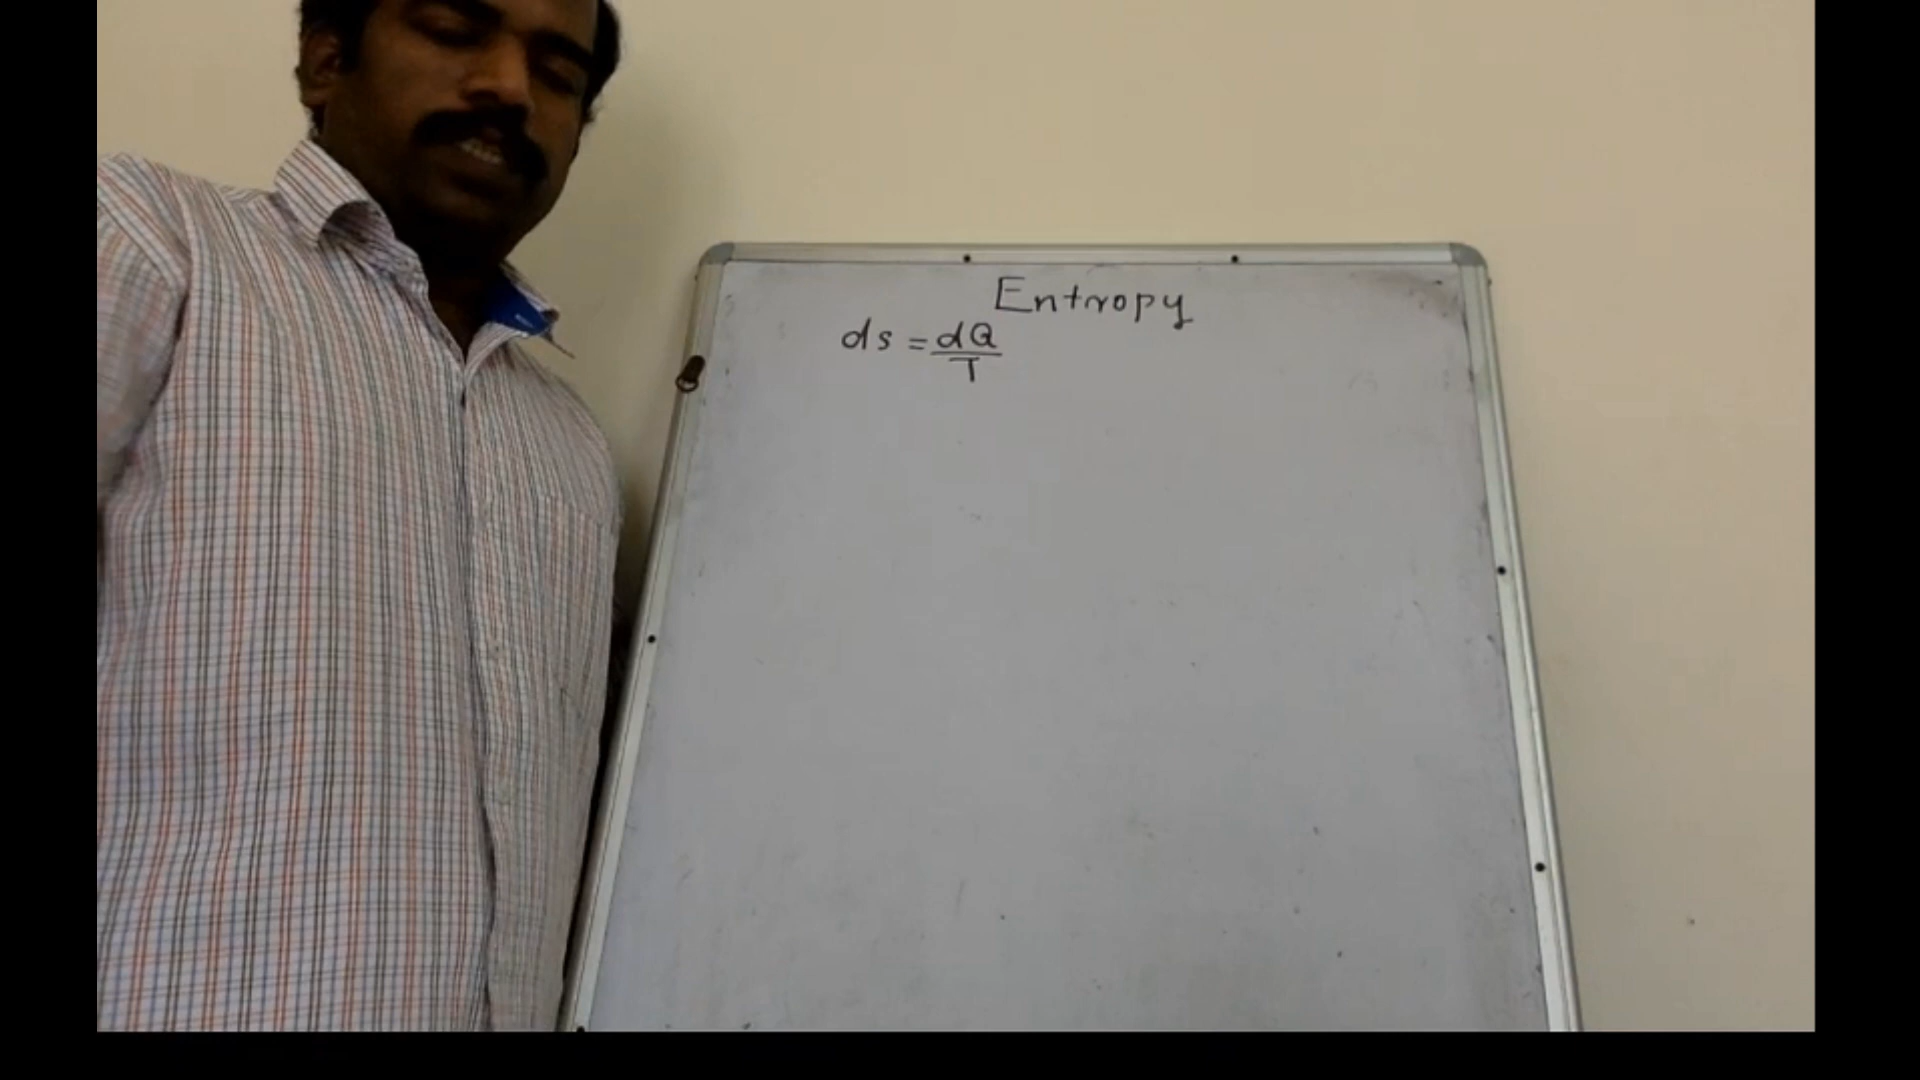 Entropy
ds = dQ/T